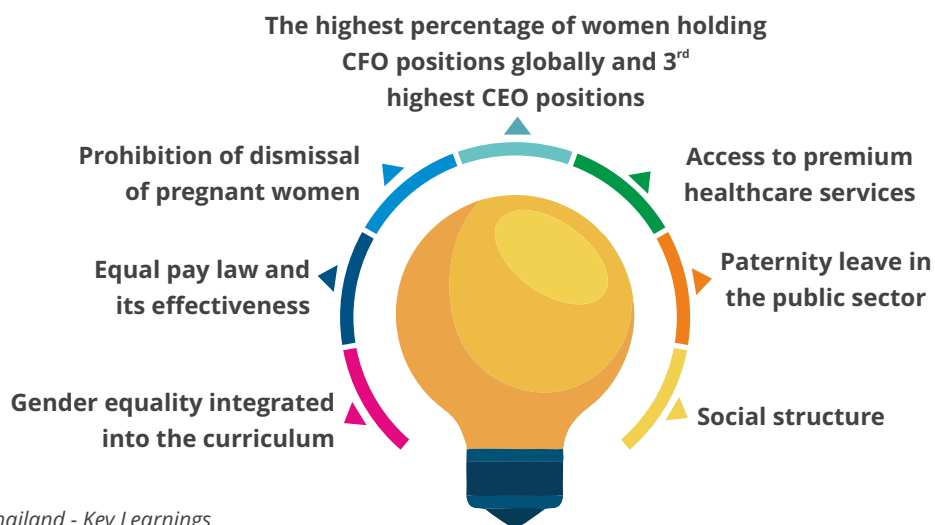 The highest percentage of women holding
CFO positions globally and 3rd
highest CEO positions
Prohibition of dismissal
of pregnant women
Access to premium
healthcare services
Equal pay law and
its effectiveness
Paternity leave in
the public sector
Gender equality integrated
into the curriculum
Social structure
- Key Learnings